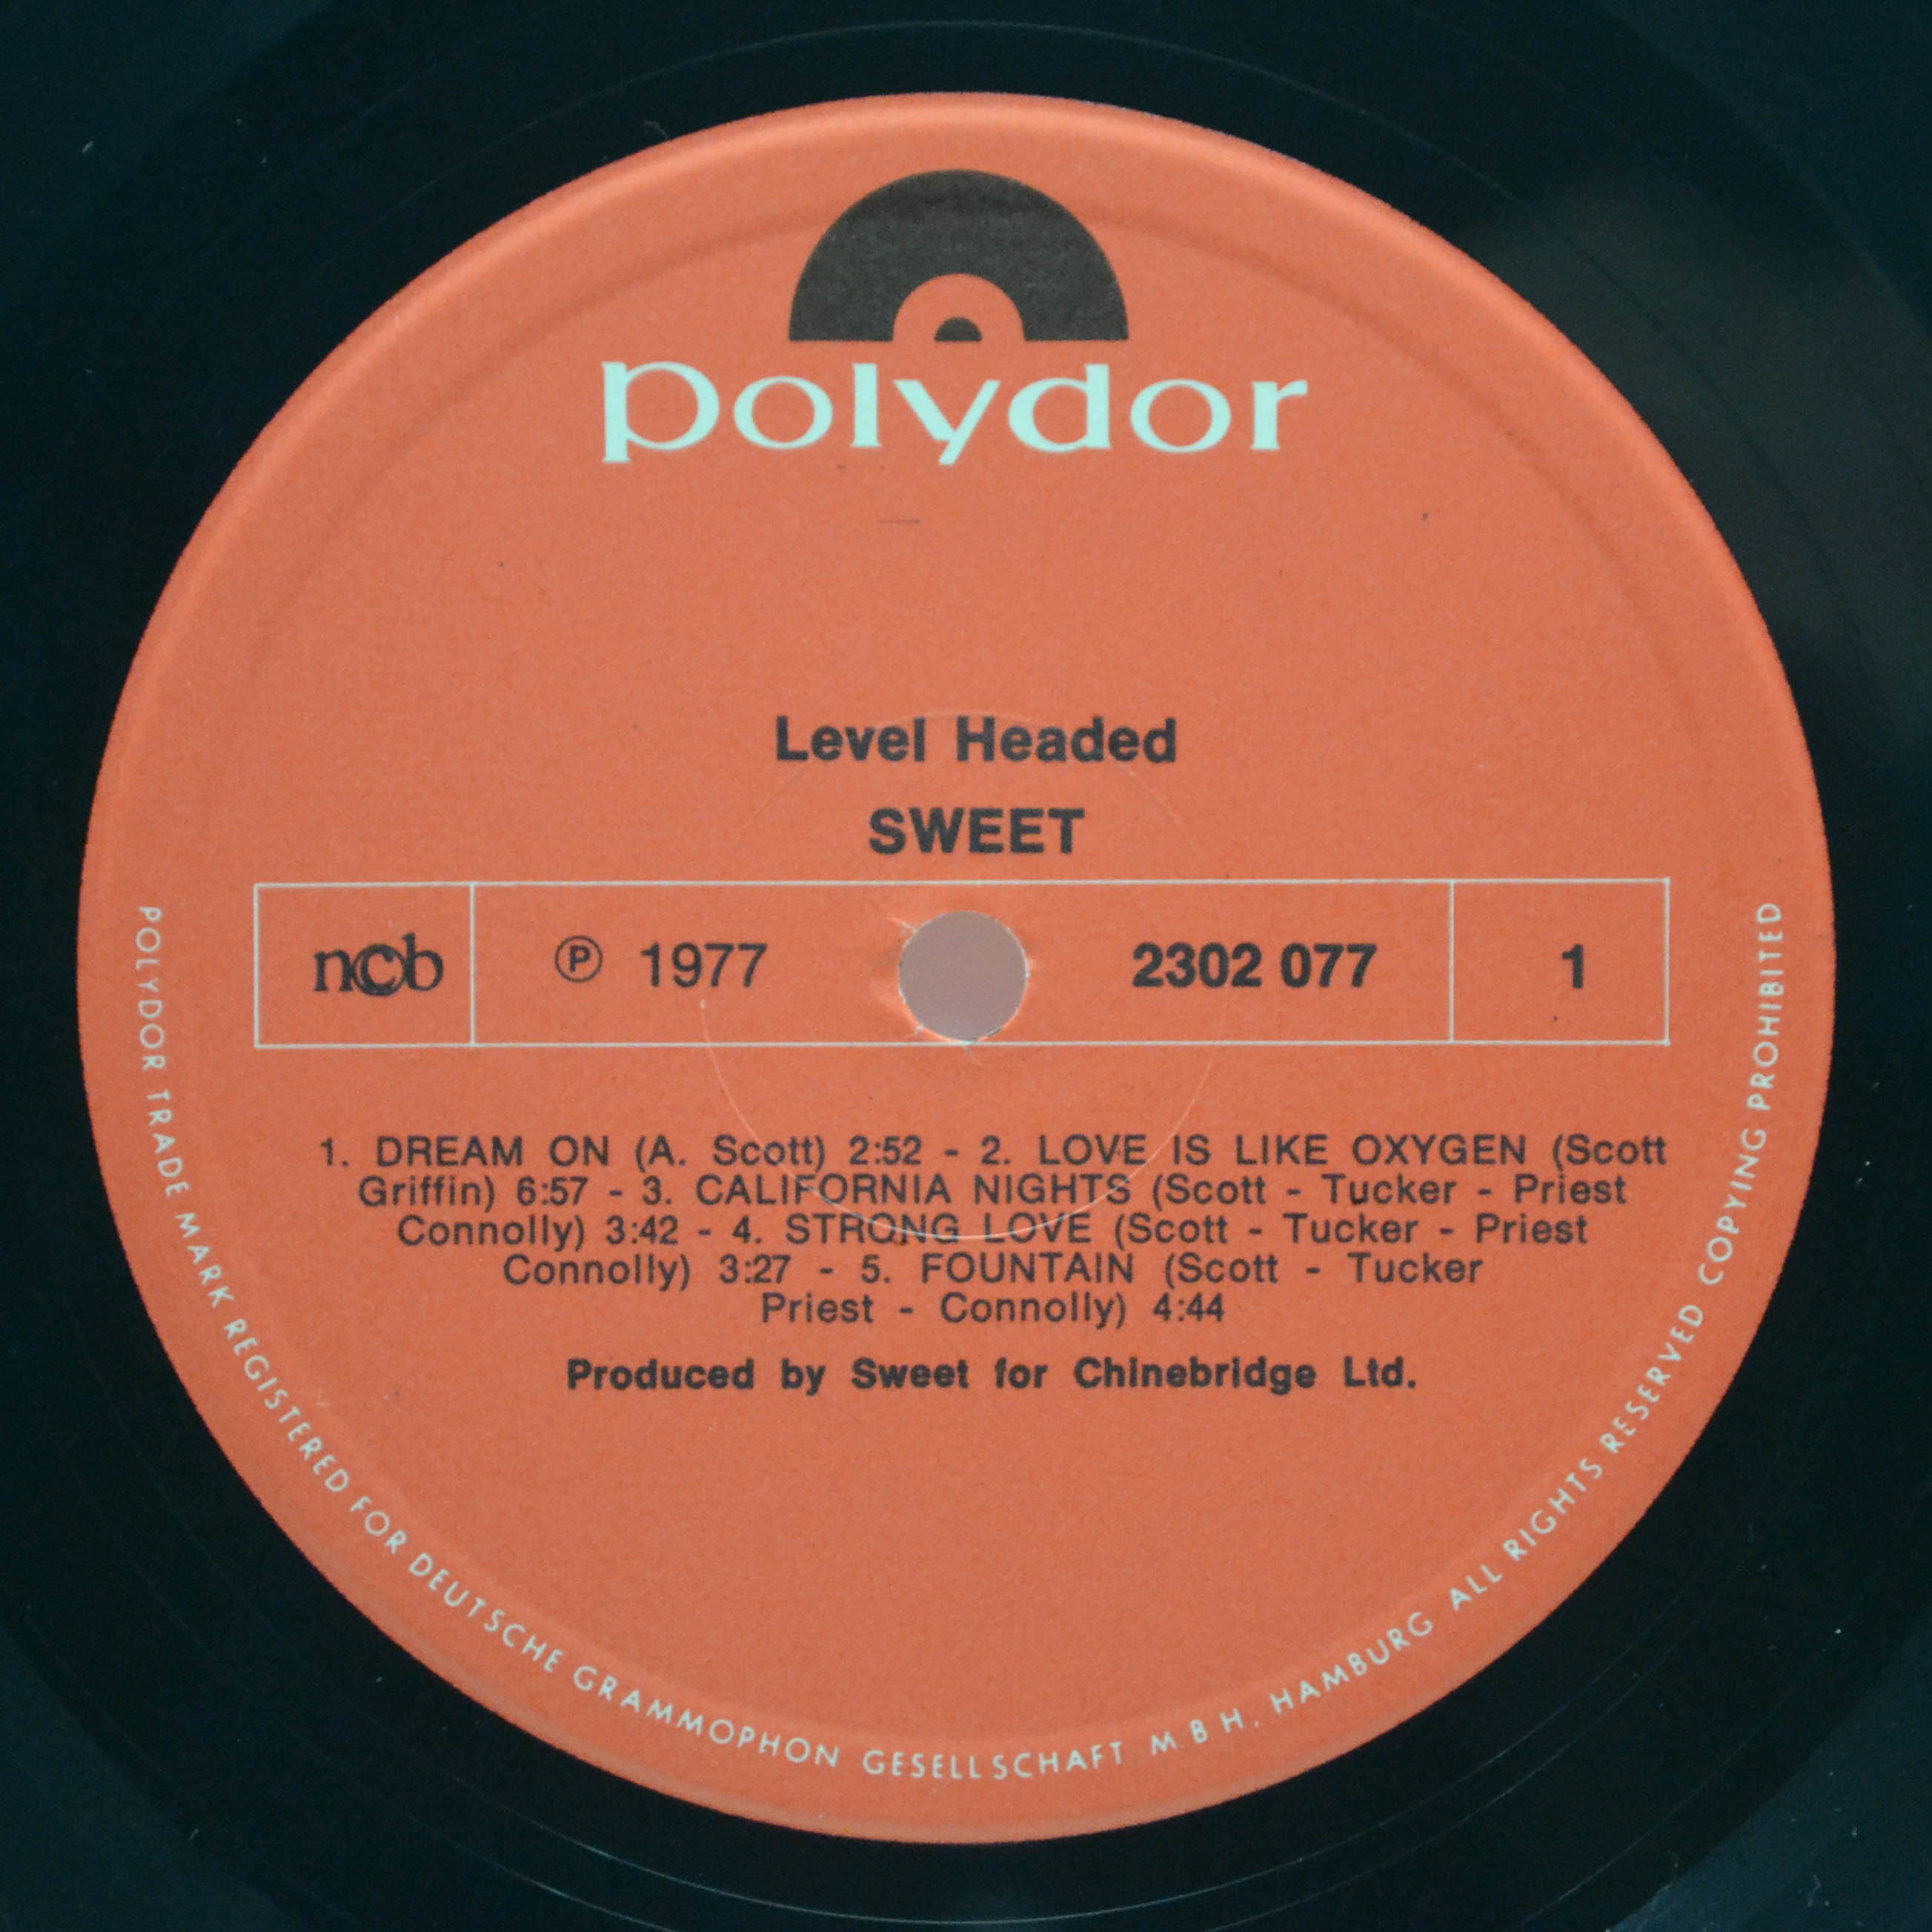 polydor
Level Headed
SWEET
ncb
Ⓟ 1977
2302 077
1
1. DREAM ON (A. Scott) 2:52 - 2. LOVE IS LIKE OXYGEN (Scott
Griffin) 6:57 - 3. CALIFORNIA NIGHTS (Scott - Tucker - Priest
Connolly) 3:42 - 4. STRONG LOVE (Scott - Tucker - Priest
Connolly) 3:27 - 5. FOUNTAIN (Scott - Tucker
Priest - Connolly) 4:44
Produced by Sweet for Chinebridge Ltd.
POLYDOR TRADE MARK REGISTERED FOR DEUTSCHE GRAMMOPHON GESELLSCHAFT M B H. HAMBURG ALL RIGHTS RESERVED COPYING PROHIBITED